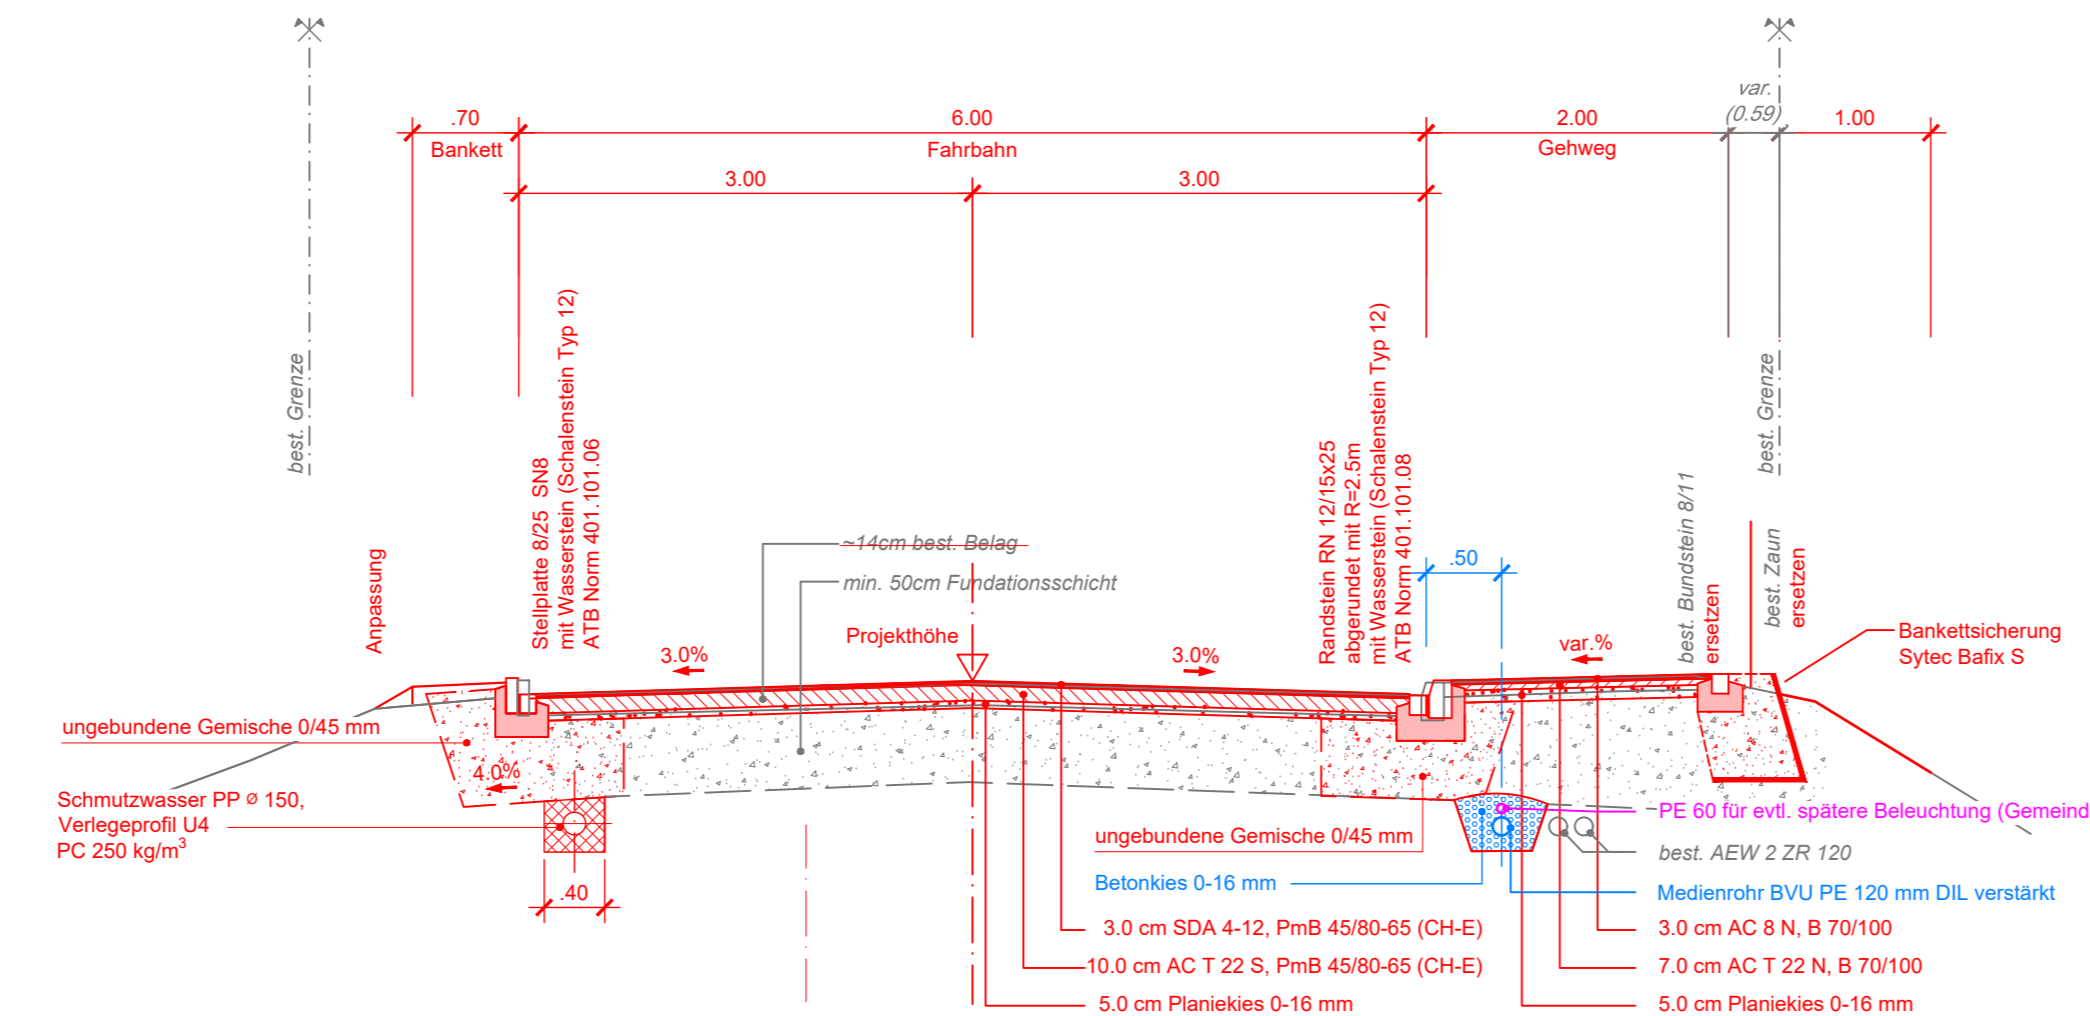 var.
(0.59)
.70
6.00
2.00
1.00
Bankett
Fahrbahn
Gehweg
3.00
3.00
best. Grenze
best. Grenze
Stellplatte 8/25 SN8
mit Wasserstein (Schalenstein Typ 12)
ATB Norm 401.101.06
Randstein RN 12/15x25
abgerundet mit R=2.5m
mit Wasserstein (Schalenstein Typ 12)
ATB Norm 401.101.08
best. Bundstein 8/11
ersetzen
best. Zaun
ersetzen
Anpassung
~14cm best. Belag
min. 50cm Fundationsschicht
.50
Projekthöhe
3.0%
3.0%
var.%
Bankettsicherung
Sytec Bafix S
ungebundene Gemische 0/45 mm
4.0%
Schmutzwasser PP ø 150,
Verlegeprofil U4
PC 250 kg/m³
.40
ungebundene Gemische 0/45 mm
Betonkies 0-16 mm
PE 60 für evtl. spätere Beleuchtung (Gemeind
best. AEW 2 ZR 120
Medienrohr BVU PE 120 mm DIL verstärkt
3.0 cm SDA 4-12, PmB 45/80-65 (CH-E)
10.0 cm AC T 22 S, PmB 45/80-65 (CH-E)
5.0 cm Planiekies 0-16 mm
3.0 cm AC 8 N, B 70/100
7.0 cm AC T 22 N, B 70/100
5.0 cm Planiekies 0-16 mm